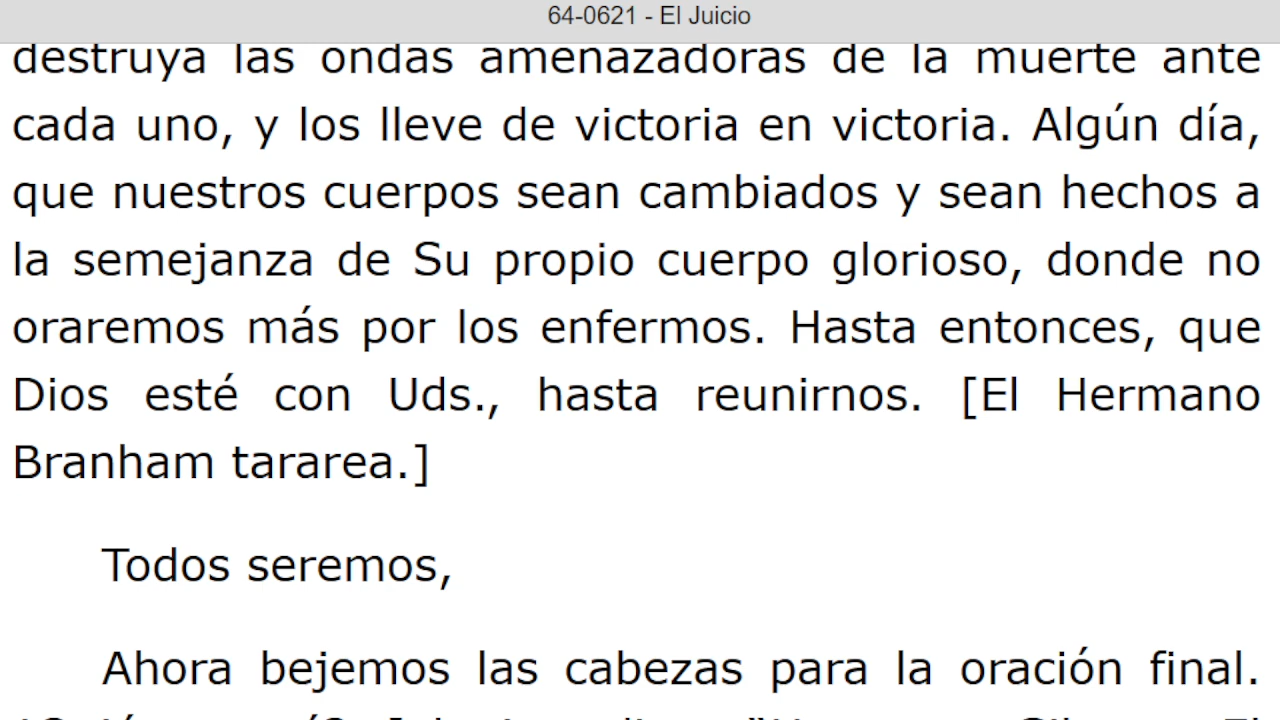 64-0621 - El Juicio
destruya las ondas amenazadoras de la muerte ante
cada uno, y los lleve de victoria en victoria. Algún día,
que nuestros cuerpos sean cambiados y sean hechos a
la semejanza de Su propio cuerpo glorioso, donde no
oraremos más por los enfermos. Hasta entonces, que
Dios esté con Uds., hasta reunirnos. [El Hermano
Branham tararea.]
Todos seremos,
Ahora bejemos las cabezas para la oración final.